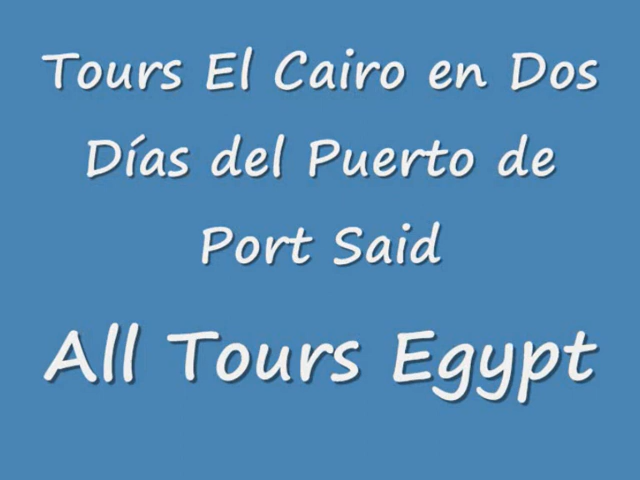 Tours El Cairo en Dos
Días del Puerto de
Port Said
All Tours Egypt